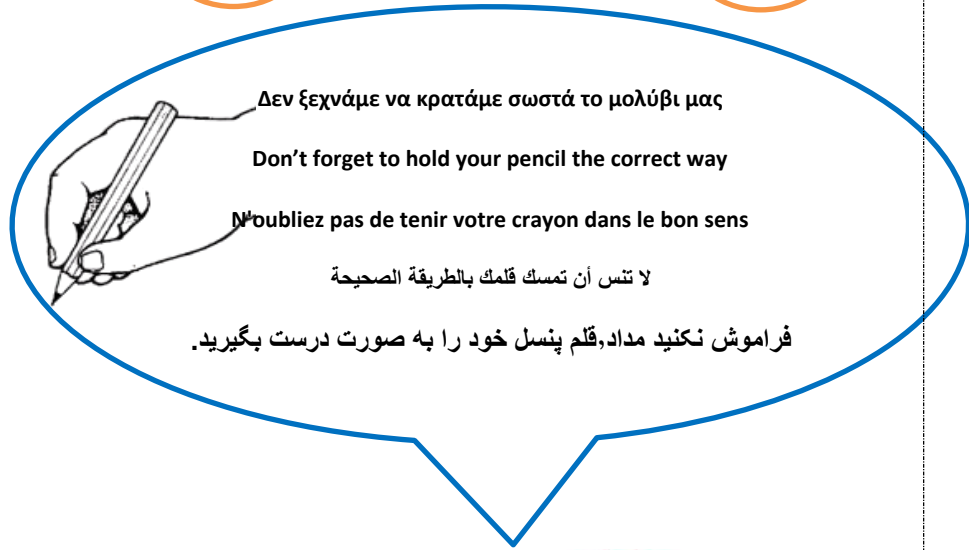 Δεν ξεχνάμε να κρατάμε σωστά το μολύβι μας
Don’t forget to hold your pencil the correct way
N’oubliez pas de tenir votre crayon dans le bon sens
لا تنس أن تمسك قلمك بالطريقة الصحيحة
فراموش نکنید مداد,قلم پنسل خود را به صورت درست بگیرید.